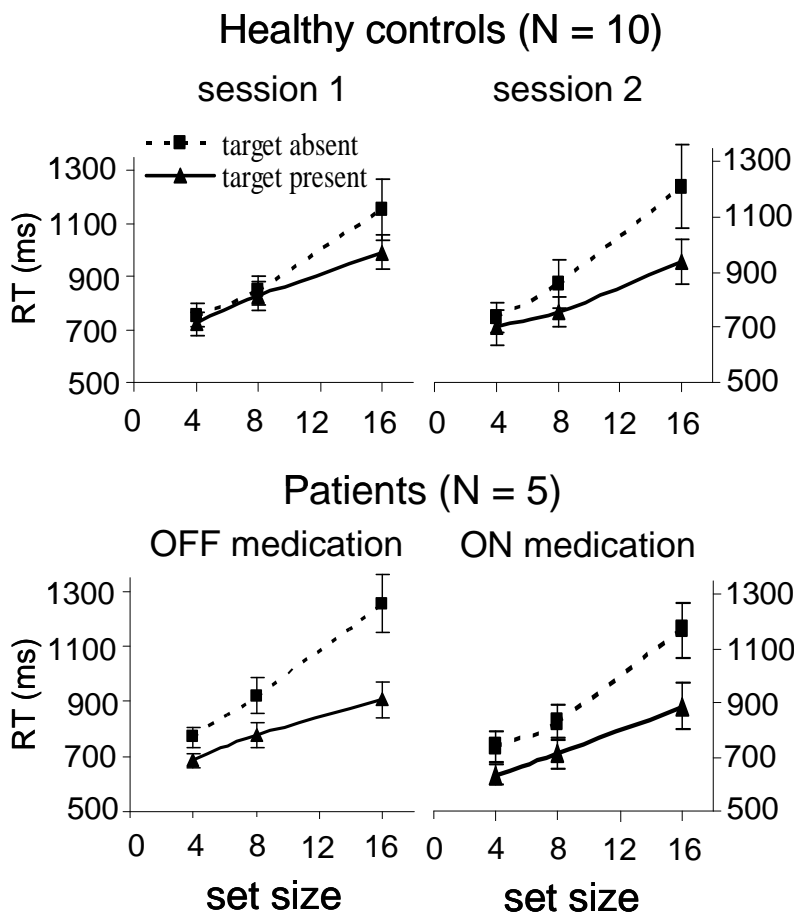 Healthy controls (N = 10)
session 1 session 2
target absent
target present
1300
1100
900
700
500
RT (ms)
0 4 8 12 16
1300
1100
900
700
500
0 4 8 12 16
Patients (N = 5)
OFF medication ON medication
1300
1100
900
700
500
RT (ms)
0 4 8 12 16
set size
1300
1100
900
700
500
0 4 8 12 16
set size